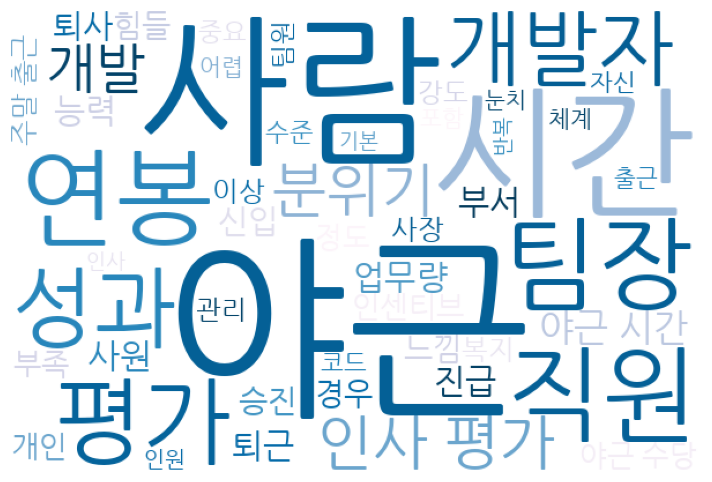 퇴사
힘들
중요
팀원
사람
개발자
개발
어렵
강도
눈치
자신
주말 출근
능력
수준
기본
포함
반복
체계
시간
연봉
이상
분위기
부서
출근
신입
정도
사장
팀장
인사
성과
야근
관리
업무량
인센티브
야근 시간
부족
사원
코드
느낌
복지
평가
승진
경우
진급
직원
개인
인원
퇴근
인사 평가
야근 수당